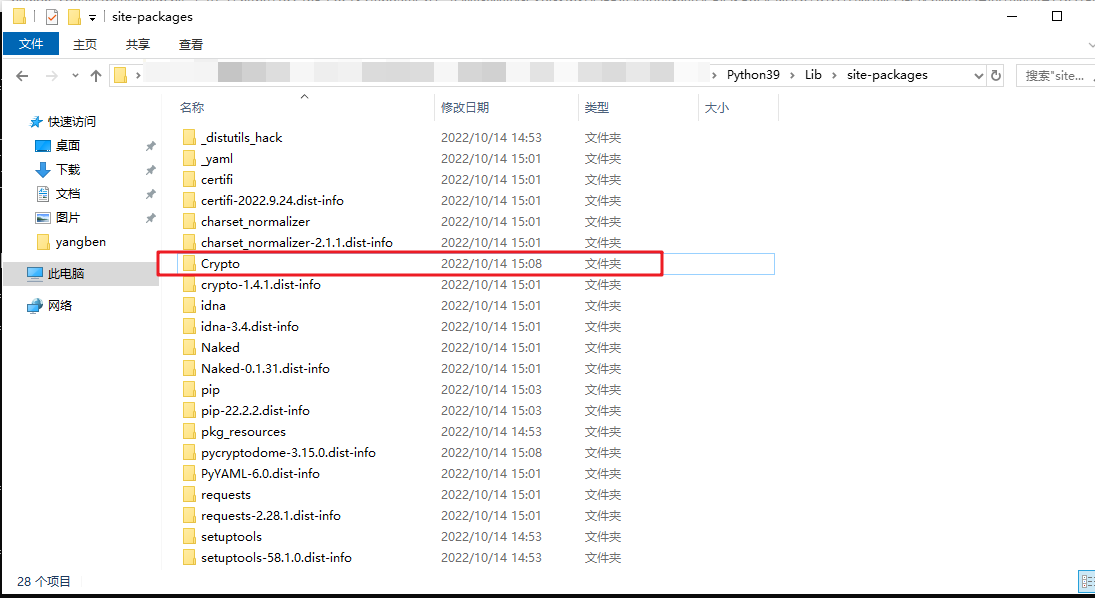 site-packages
文件 主页 共享 查看
Python39 Lib site-packages 搜索"site...
名称 修改日期 类型 大小
快速访问
桌面
下载
文档
图片
yangben
此电脑
网络
_distutils_hack 2022/10/14 14:53 文件夹
_yaml 2022/10/14 15:01 文件夹
certifi 2022/10/14 15:01 文件夹
certifi-2022.9.24.dist-info 2022/10/14 15:01 文件夹
charset_normalizer 2022/10/14 15:01 文件夹
charset_normalizer-2.1.1.dist-info 2022/10/14 15:01 文件夹
Crypto 2022/10/14 15:08 文件夹
crypto-1.4.1.dist-info 2022/10/14 15:01 文件夹
idna 2022/10/14 15:01 文件夹
idna-3.4.dist-info 2022/10/14 15:01 文件夹
Naked 2022/10/14 15:01 文件夹
Naked-0.1.31.dist-info 2022/10/14 15:01 文件夹
pip 2022/10/14 15:03 文件夹
pip-22.2.2.dist-info 2022/10/14 15:03 文件夹
pkg_resources 2022/10/14 14:53 文件夹
pycryptodome-3.15.0.dist-info 2022/10/14 15:08 文件夹
PyYAML-6.0.dist-info 2022/10/14 15:01 文件夹
requests 2022/10/14 15:01 文件夹
requests-2.28.1.dist-info 2022/10/14 15:01 文件夹
setuptools 2022/10/14 14:53 文件夹
setuptools-58.1.0.dist-info 2022/10/14 14:53 文件夹
28 个项目